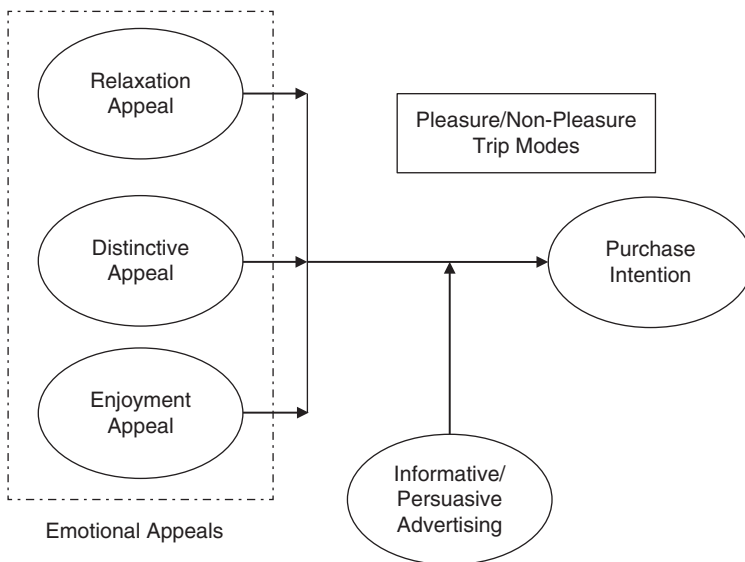 Relaxation
Appeal
Pleasure/Non-Pleasure
Trip Modes
Distinctive
Appeal
Purchase
Intention
Enjoyment
Appeal
Informative/
Persuasive
Advertising
Emotional Appeals